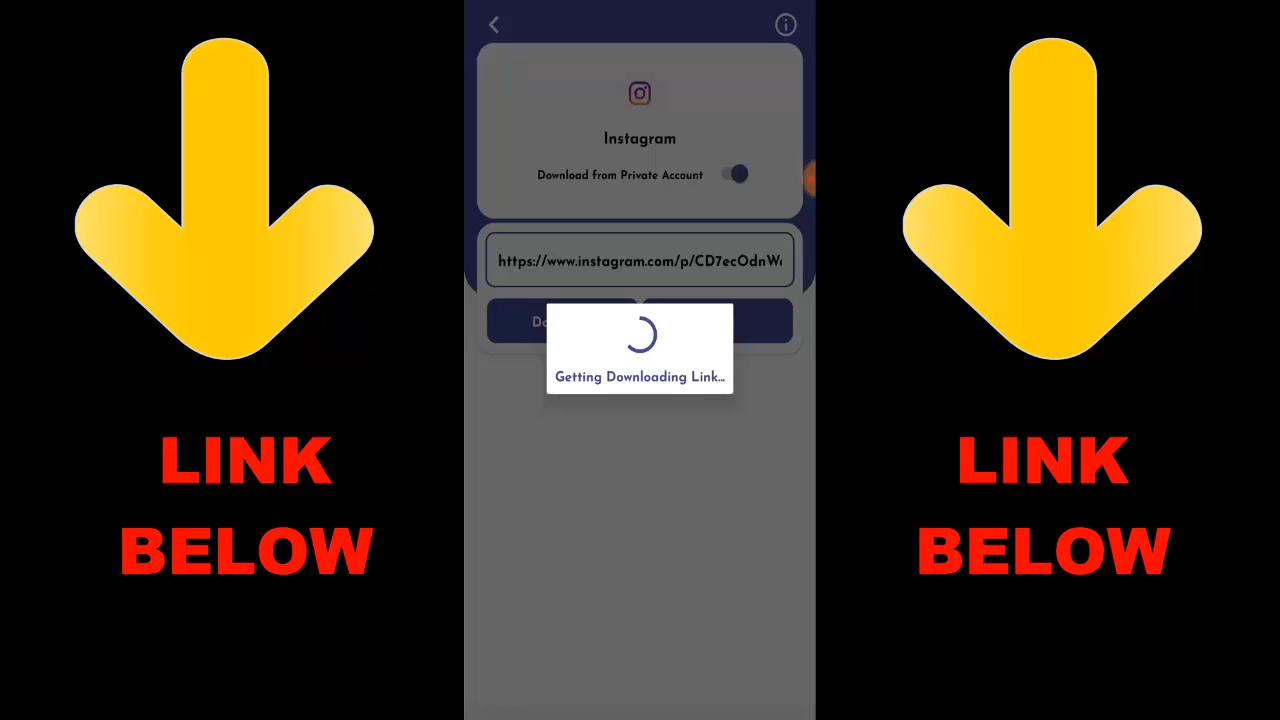 Instagram
Download from Private Account
https://www.instagram.com/p/CD7ecOdnW
Getting Downloading Link...
LINK
BELOW
LINK
BELOW